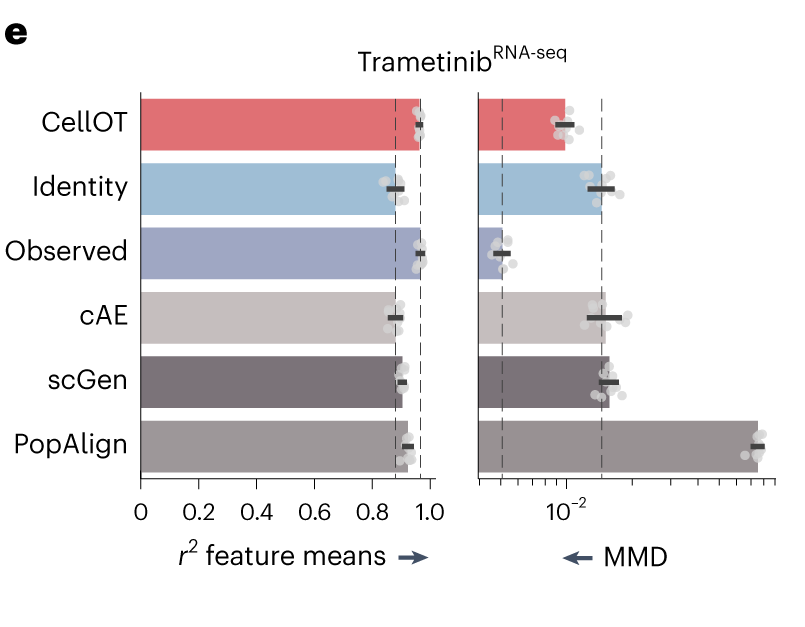 e
Trametinib^RNA-seq
CellOT
Identity
Observed
cAE
scGen
PopAlign
0 0.2 0.4 0.6 0.8 1.0
10⁻²
r² feature means →
← MMD